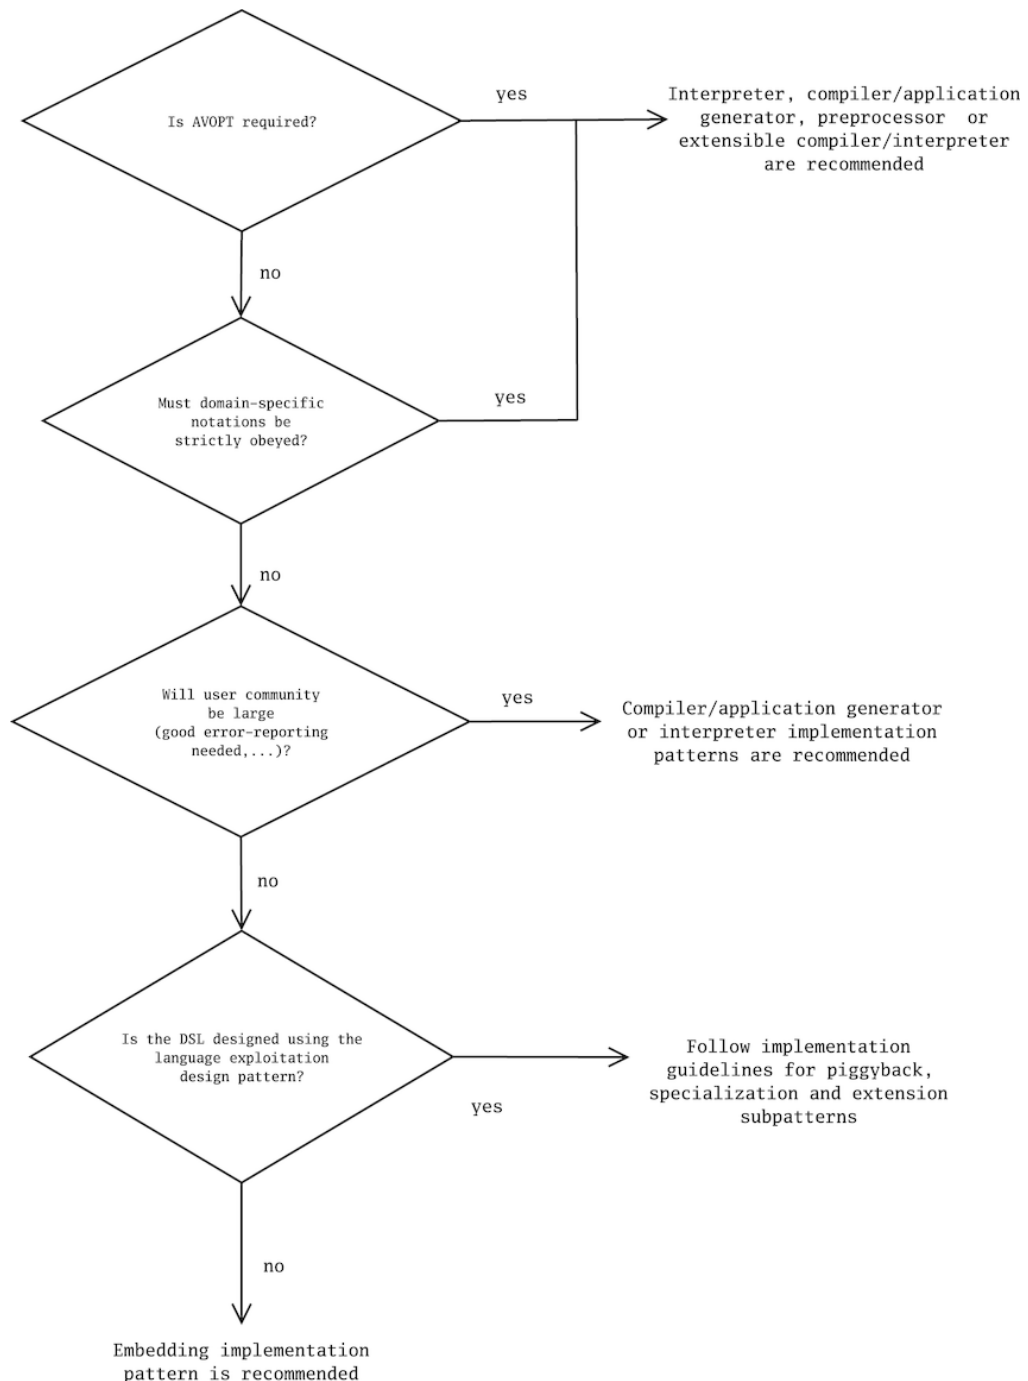 Is AVOPT required?
yes
Interpreter, compiler/application
generator, preprocessor or
extensible compiler/interpreter
are recommended
no
Must domain-specific
notations be
strictly obeyed?
yes
no
Will user community
be large
(good error-reporting
needed,...)?
yes
Compiler/application generator
or interpreter implementation
patterns are recommended
no
Is the DSL designed using the
language exploitation
design pattern?
yes
Follow implementation
guidelines for piggyback,
specialization and extension
subpatterns
no
Embedding implementation
pattern is recommended